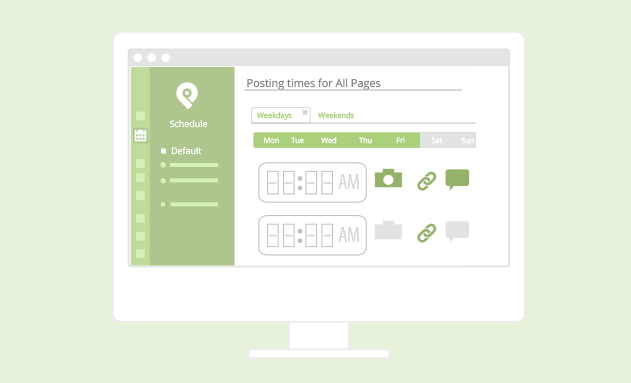 Posting times for All Pages
Schedule
Default
Weekdays Weekends
Mon Tue Wed Thu Fri Sat Sun
AM
AM